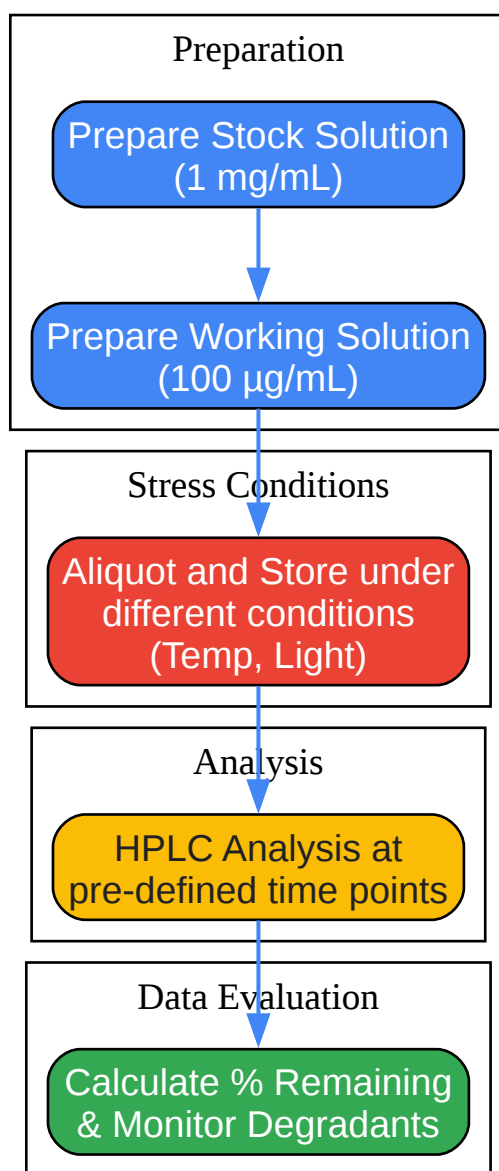 Preparation
Prepare Stock Solution
(1 mg/mL)
Prepare Working Solution
(100 µg/mL)
Stress Conditions
Aliquot and Store under
different conditions
(Temp, Light)
Analysis
HPLC Analysis at
pre-defined time points
Data Evaluation
Calculate % Remaining
& Monitor Degradants